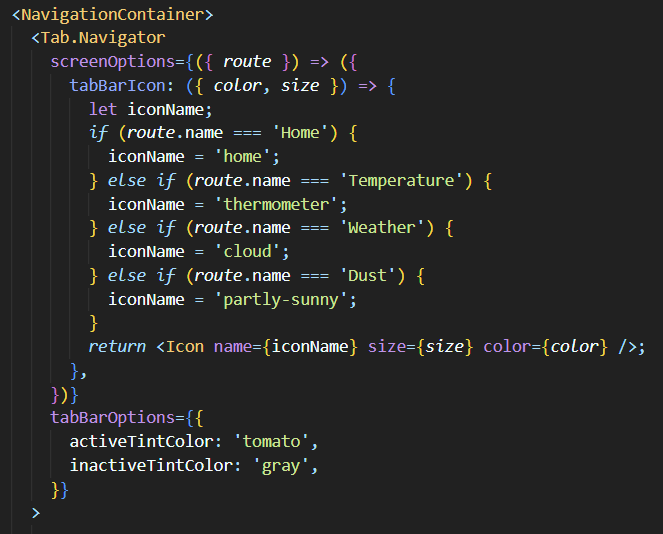 <NavigationContainer>
<Tab.Navigator
screenOptions={({ route }) => ({
tabBarIcon: ({ color, size }) => {
let iconName;
if (route.name === 'Home') {
iconName = 'home';
} else if (route.name === 'Temperature') {
iconName = 'thermometer';
} else if (route.name === 'Weather') {
iconName = 'cloud';
} else if (route.name === 'Dust') {
iconName = 'partly-sunny';
}
return <Icon name={iconName} size={size} color={color} />;
},
})}
tabBarOptions={{
activeTintColor: 'tomato',
inactiveTintColor: 'gray',
}}
>